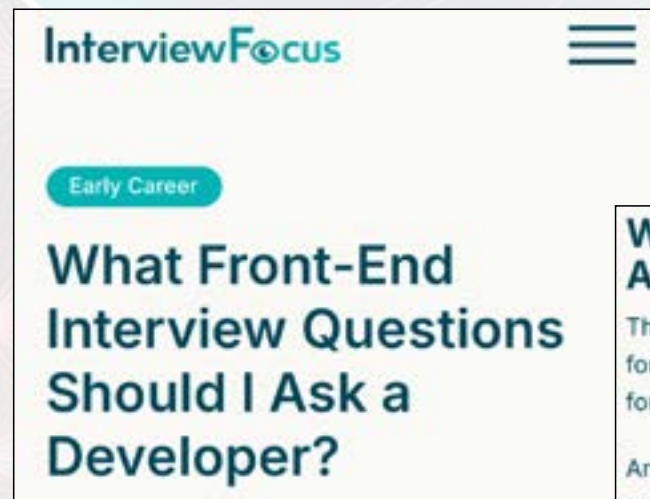 InterviewFocus
Early Career
What Front-End
Interview Questions
Should I Ask a
Developer?